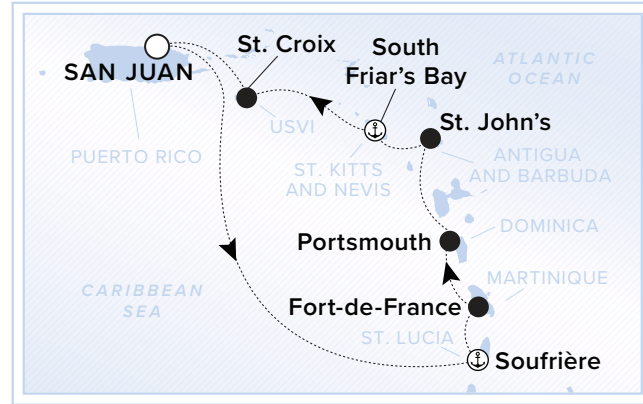 St. Croix
South
Friar's Bay
ATLANTIC
OCEAN
SAN JUAN
St. John's
USVI
PUERTO RICO
ST. KITTS
AND NEVIS
ANTIGUA
AND BARBUDA
DOMINICA
Portsmouth
MARTINIQUE
CARIBBEAN
SEA
Fort-de-France
ST. LUCIA
Soufrière